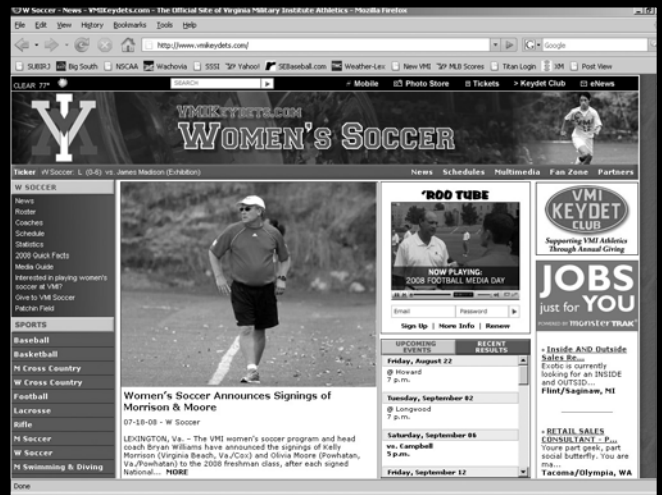 W Soccer - News - VMIKeydets.com - The Official Site of Virginia Military Institute Athletics - Mozilla Firefox
File Edit View History Bookmarks Tools Help
http://www.vmikeydets.com/
Google
SUBIRJ Big South NSCAA Wachovia SSSI Yahoo! SEBaseball.com Weather-Lex New VMI MLB Scores Titan Login XM Post View
CLEAR 77°
SEARCH
Mobile Photo Store Tickets > Keydet Club eNews
VMI
VMIKEYDETS.COM
WOMEN'S SOCCER
Ticker W Soccer: L (0-6) vs. James Madison (Exhibition)
News Schedules Multimedia Fan Zone Partners
W SOCCER
News
Roster
Coaches
Schedule
Statistics
2008 Quick Facts
Media Guide
Interested in playing women's
soccer at VMI?
Give to VMI Soccer
Patchin Field
SPORTS
Baseball
Basketball
M Cross Country
W Cross Country
Football
Lacrosse
Rifle
M Soccer
W Soccer
M Swimming & Diving
Women's Soccer Announces Signings of
Morrison & Moore
07-18-08 - W Soccer
LEXINGTON, Va. – The VMI women's soccer program and head
coach Bryan Williams have announced the signings of Kelly
Morrison (Virginia Beach, Va./Cox) and Olivia Moore (Powhatan,
Va./Powhatan) to the 2008 freshman class, after each signed
National... MORE
'ROO TUBE
NOW PLAYING:
2008 FOOTBALL MEDIA DAY
Email Password
Sign Up | More Info | Renew
UPCOMING
EVENTS
RECENT
RESULTS
Friday, August 22
@ Howard
7 p.m.
Tuesday, September 02
@ Longwood
7 p.m.
Saturday, September 06
vs. Campbell
5 p.m.
Friday, September 12
VMI
KEYDET
CLUB
Supporting VMI Athletics
Through Annual Giving
JOBS
just for YOU
POWERED BY monsterTRAK
Inside AND Outside
Sales Re...
Exotic is currently
looking for an INSIDE
and OUTSID...
Flint/Saginaw, MI
RETAIL SALES
CONSULTANT - P...
Youre part geek, part
social butterfly. You are
ma...
Tacoma/Olympia, WA
Done